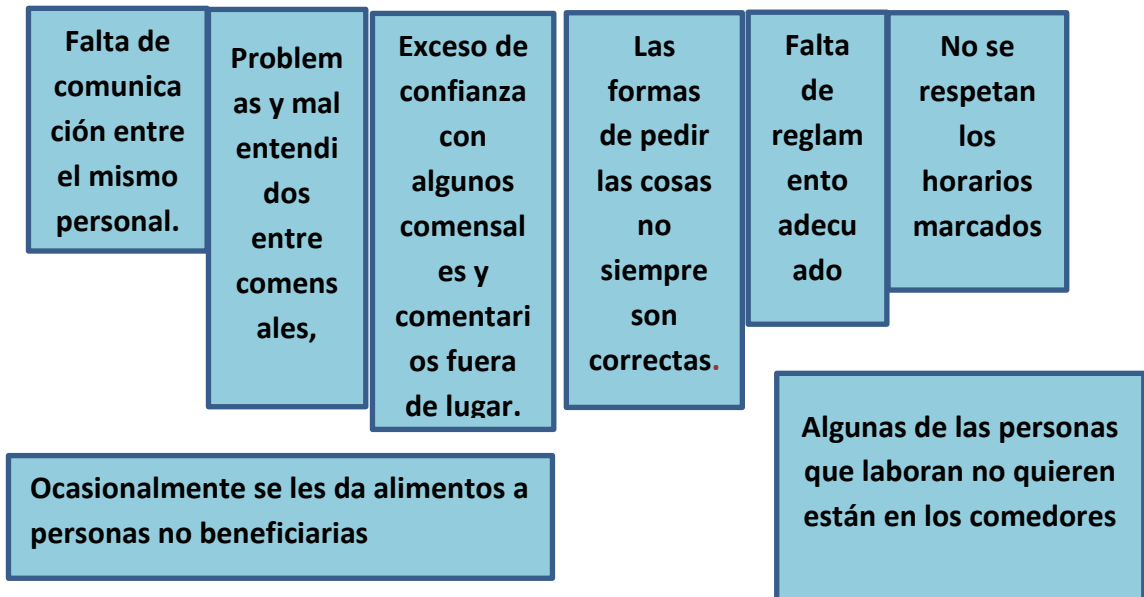 Falta de
comunica
ción entre
el mismo
personal.
Problem
as y mal
entendi
dos
entre
comens
ales,
Exceso de
confianza
con
algunos
comensal
es y
comentari
os fuera
de lugar.
Las
formas
de pedir
las cosas
no
siempre
son
correctas.
Falta
de
reglam
ento
adecu
ado
No se
respetan
los
horarios
marcados
Ocasionalmente se les da alimentos a
personas no beneficiarias
Algunas de las personas
que laboran no quieren
están en los comedores